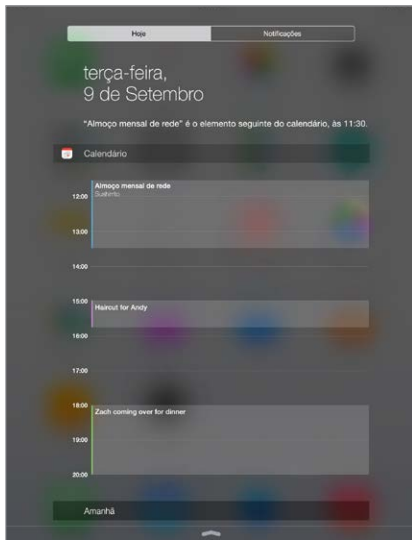 Hoje
Notificações
terça-feira,
9 de Setembro
“Almoço mensal de rede” é o elemento seguinte do calendário, às 11:30.
Calendário
Almoço mensal de rede
12:00
13:00
14:00
15:00
Haircut for Andy
16:00
17:00
18:00
Zach coming over for dinner
19:00
20:00
Amanhã